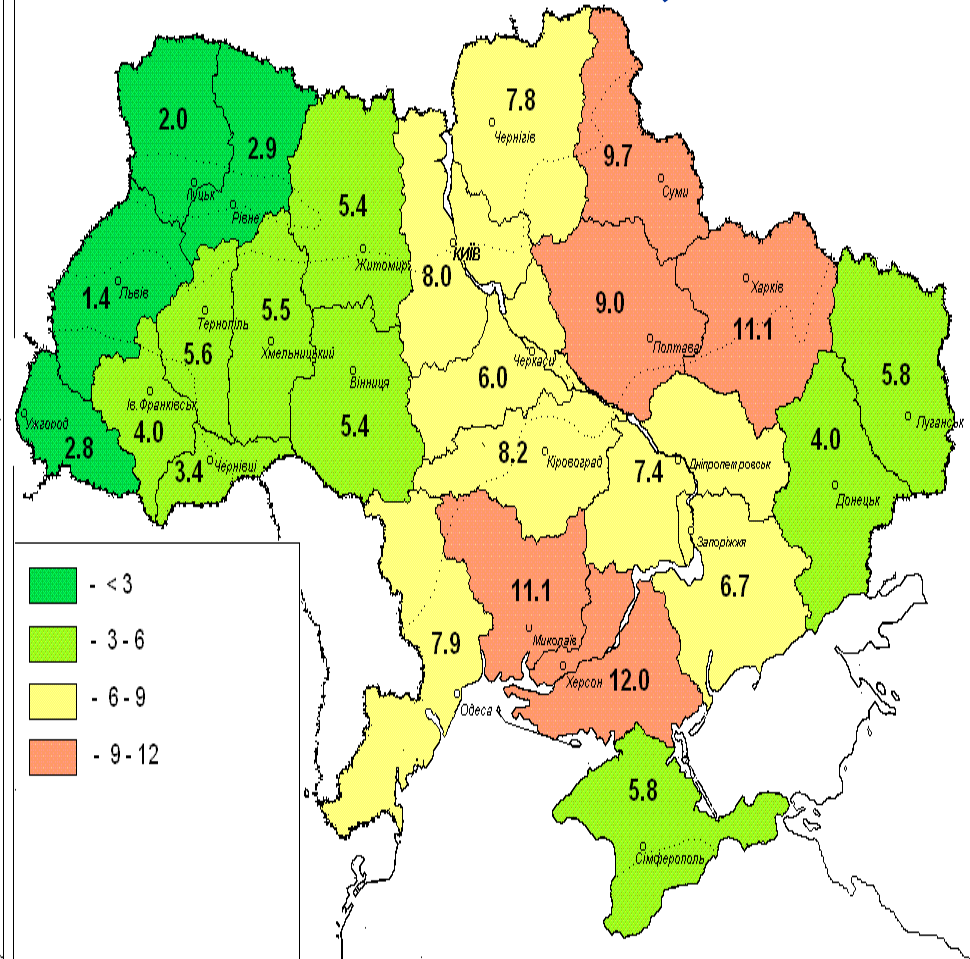 7.8
Чернігів
2.0
9.7
2.9
Суми
Луцьк
5.4
Рівне
КИЇВ
Житомир
8.0
Харків
Львів
1.4
5.5
9.0
Тернопіль
11.1
5.6
Хмельницький
Полтава
Черкаси
Вінниця
6.0
5.8
Ів. Франківськ
Ужгород
4.0
5.4
Луганськ
2.8
4.0
8.2
Кіровоград
3.4
Чернівці
7.4
Дніпропетровськ
Донецьк
Запоріжжя
- < 3
11.1
6.7
- 3 - 6
Миколаїв
7.9
Херсон
12.0
- 6 - 9
Одеса
- 9 - 12
5.8
Сімферополь